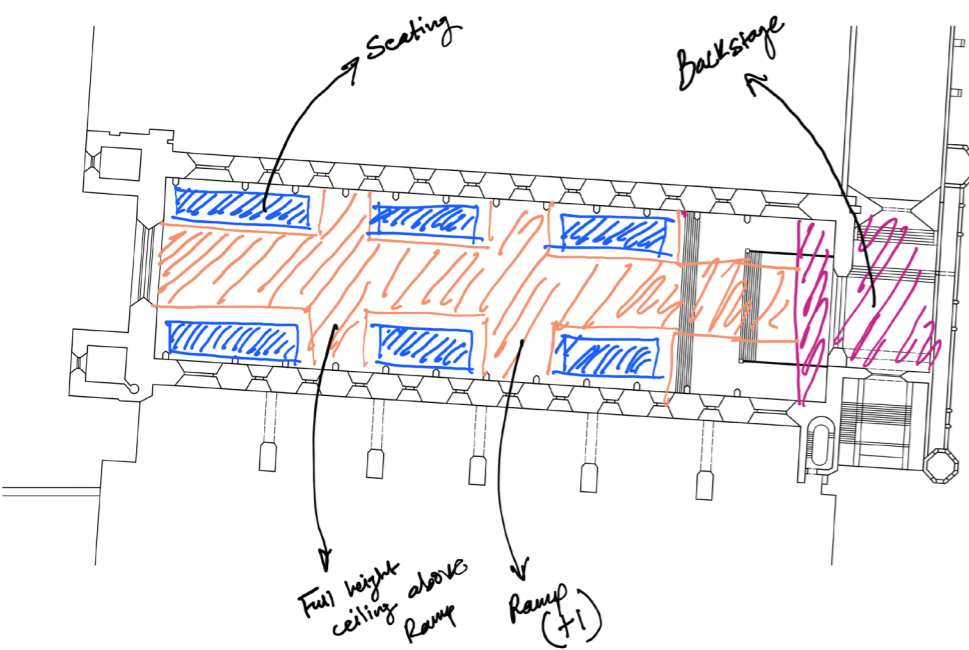 Seating
Backstage
Full height
ceiling above
Ramp
Ramp
(+1)